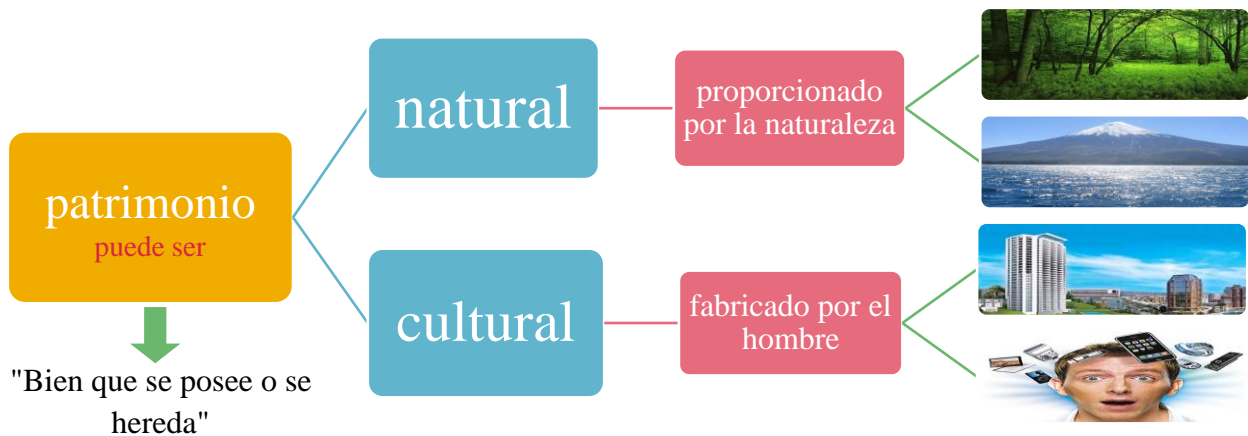 patrimonio
puede ser
"Bien que se posee o se
hereda"
natural
proporcionado
por la naturaleza
cultural
fabricado por el
hombre